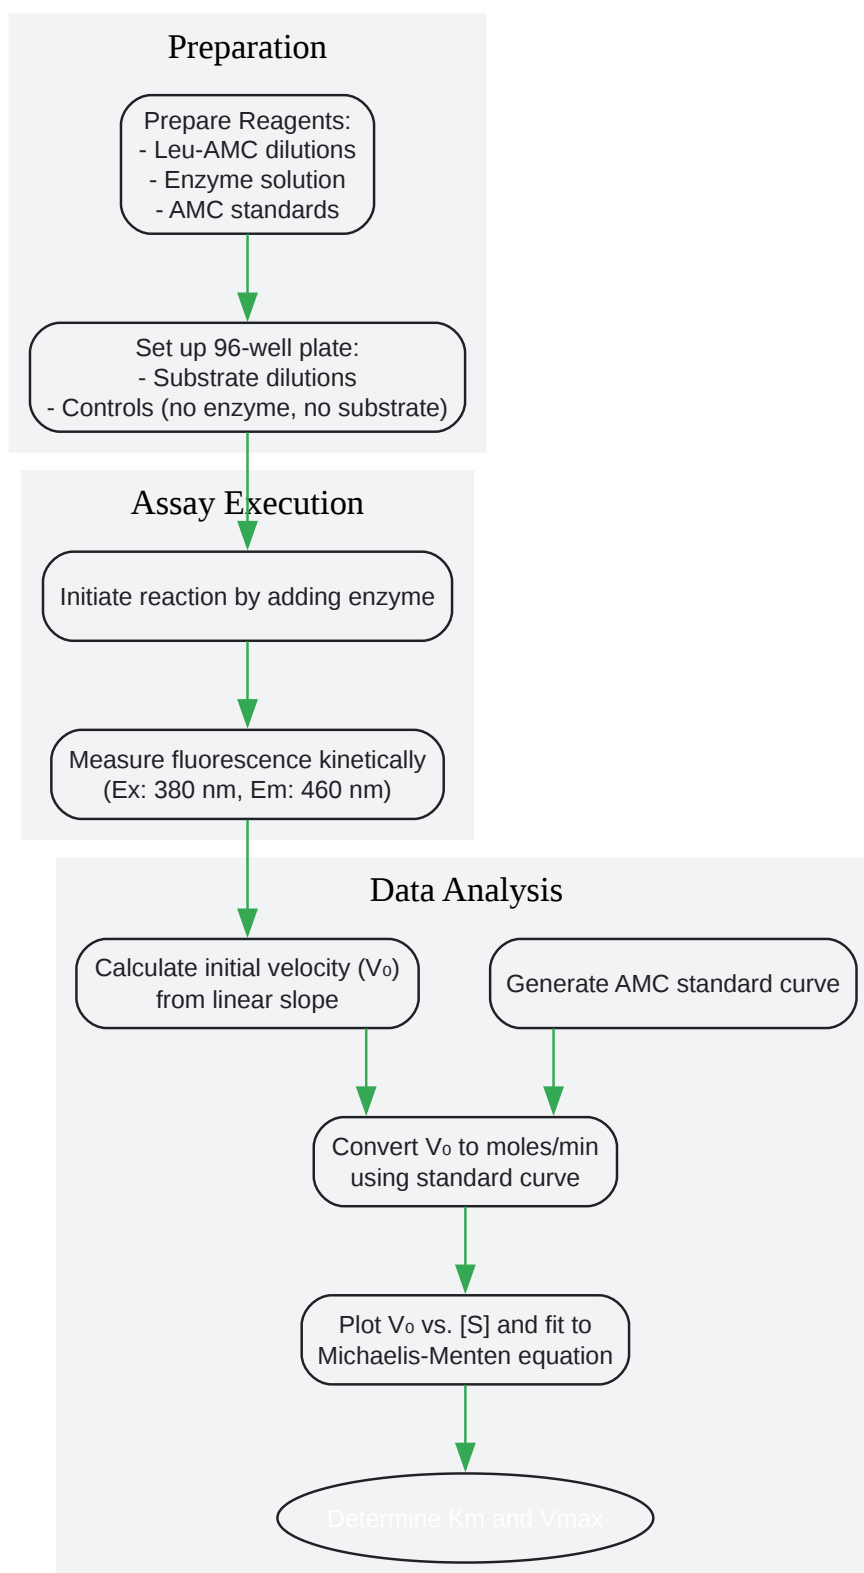 Preparation
Prepare Reagents:
- Leu-AMC dilutions
- Enzyme solution
- AMC standards
Set up 96-well plate:
- Substrate dilutions
- Controls (no enzyme, no substrate)
Assay Execution
Initiate reaction by adding enzyme
Measure fluorescence kinetically
(Ex: 380 nm, Em: 460 nm)
Data Analysis
Calculate initial velocity (V₀)
from linear slope
Generate AMC standard curve
Convert V₀ to moles/min
using standard curve
Plot V₀ vs. [S] and fit to
Michaelis-Menten equation
Determine Km and Vmax